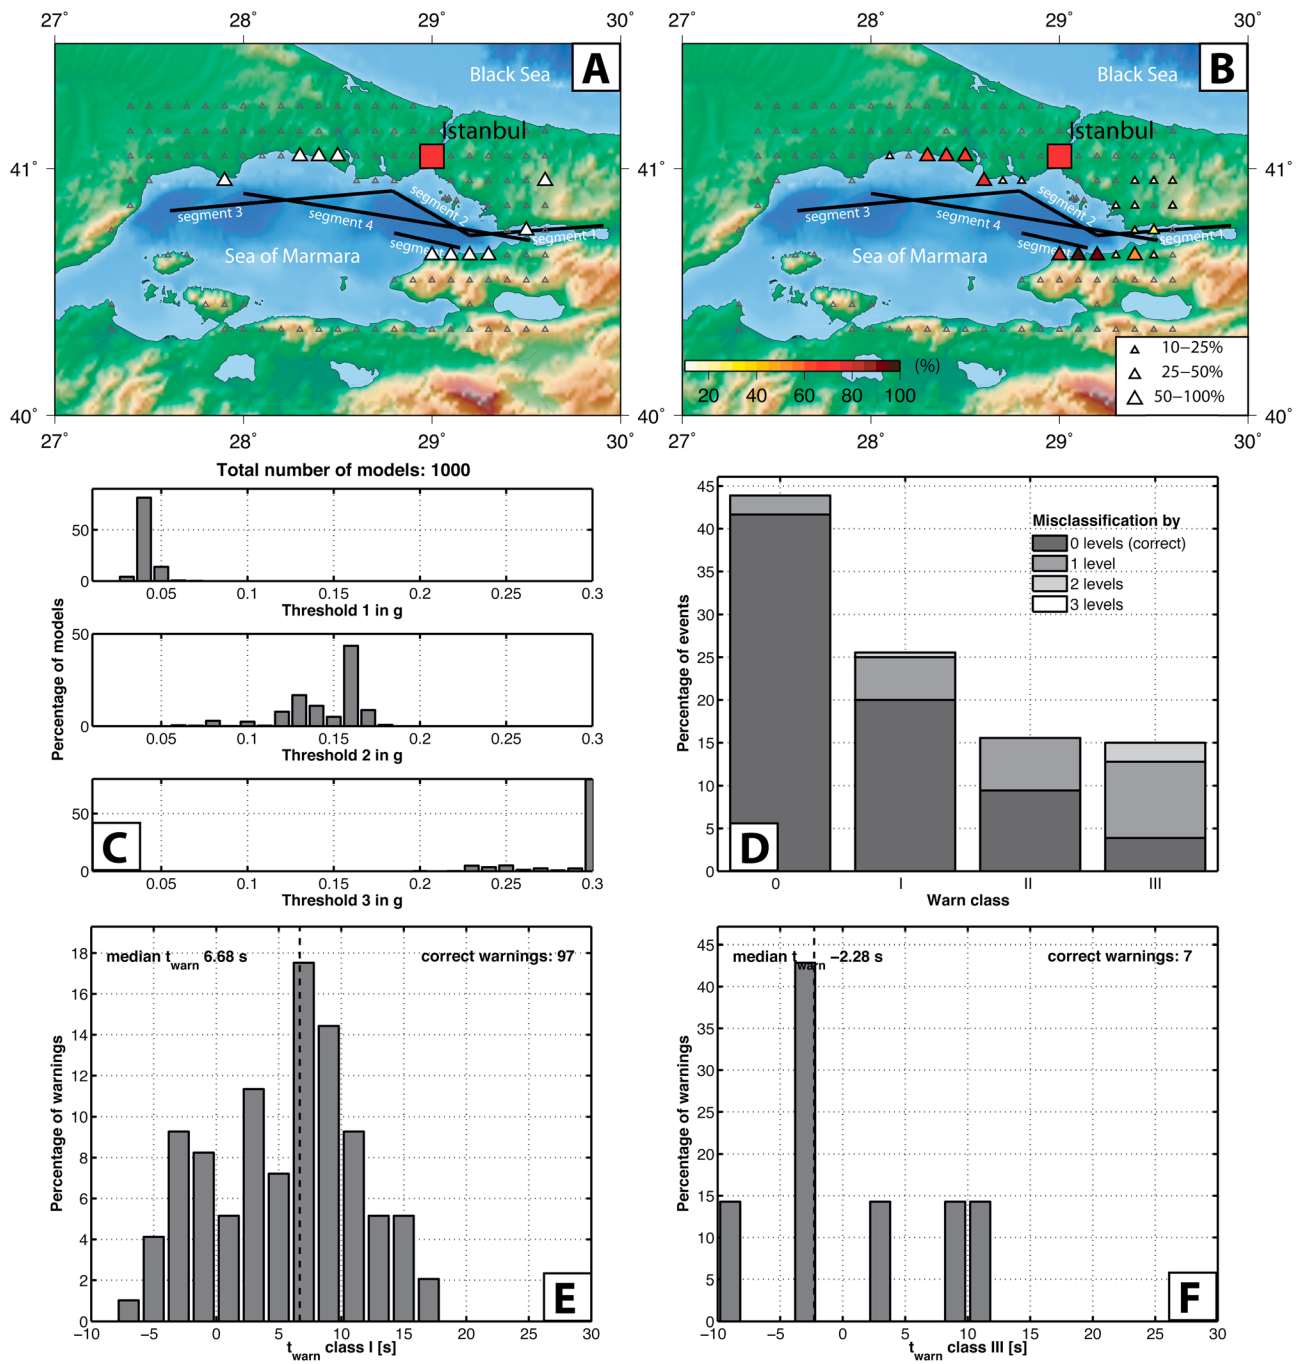 27° 28° 29° 30°
27° 28° 29° 30°
A
Black Sea
Istanbul
41°
segment 3
segment 4
segment 2
segment 1
Sea of Marmara
40°
27° 28° 29° 30°
B
Black Sea
Istanbul
41°
segment 3
segment 4
segment 2
segment 1
segment
Sea of Marmara
20 40 60 80 100
(%)
10−25%
25−50%
50−100%
40°
27° 28° 29° 30°
Total number of models: 1000
Percentage of models
50
0
0.05 0.1 0.15 0.2 0.25 0.3
Threshold 1 in g
50
0
0.05 0.1 0.15 0.2 0.25 0.3
Threshold 2 in g
50
0
C
0.05 0.1 0.15 0.2 0.25 0.3
Threshold 3 in g
Percentage of events
45
40
35
30
25
20
15
10
5
0
Misclassification by
0 levels (correct)
1 level
2 levels
3 levels
D
0 I II III
Warn class
Percentage of warnings
18
16
14
12
10
8
6
4
2
0
median twarn 6.68 s
correct warnings: 97
E
−10 −5 0 5 10 15 20 25 30
twarn class I [s]
Percentage of warnings
45
40
35
30
25
20
15
10
5
0
median twarn −2.28 s
correct warnings: 7
F
−10 −5 0 5 10 15 20 25 30
twarn class III [s]